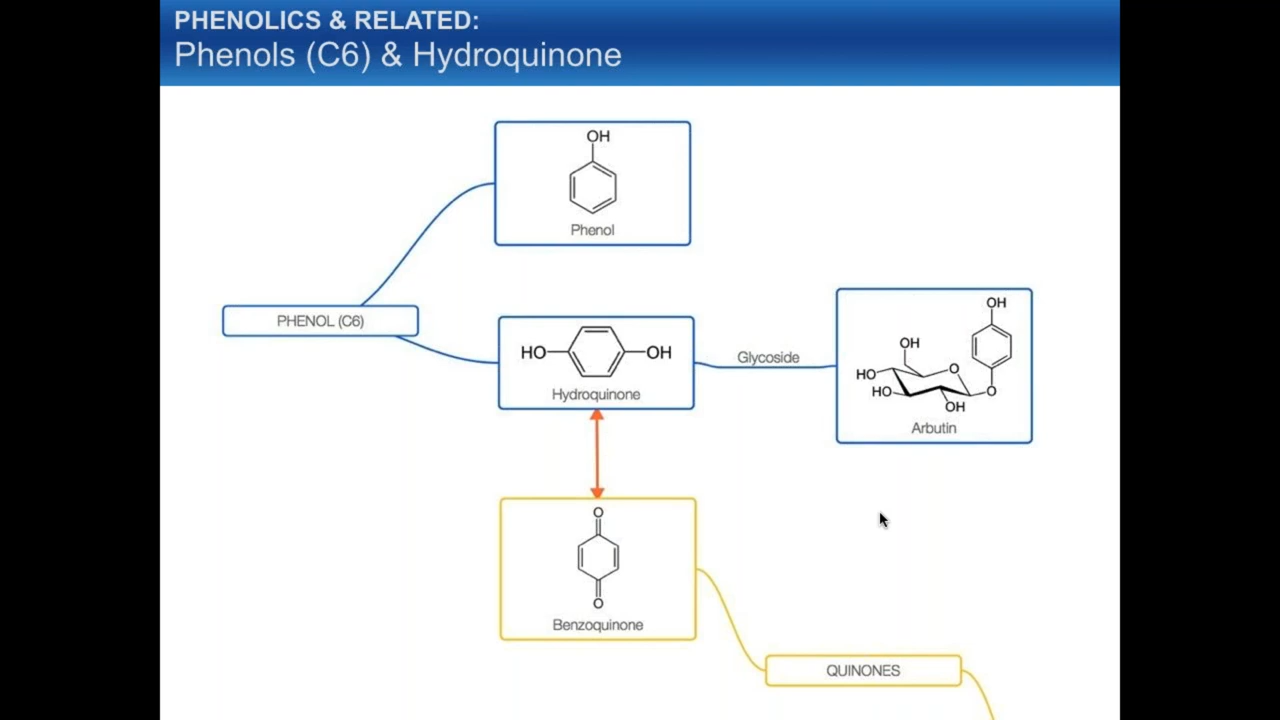 PHENOLICS & RELATED:
Phenols (C6) & Hydroquinone
OH
Phenol
PHENOL (C6)
HO
OH
Hydroquinone
Glycoside
OH
OH
HO
O
HO
O
OH
Arbutin
O
O
Benzoquinone
QUINONES